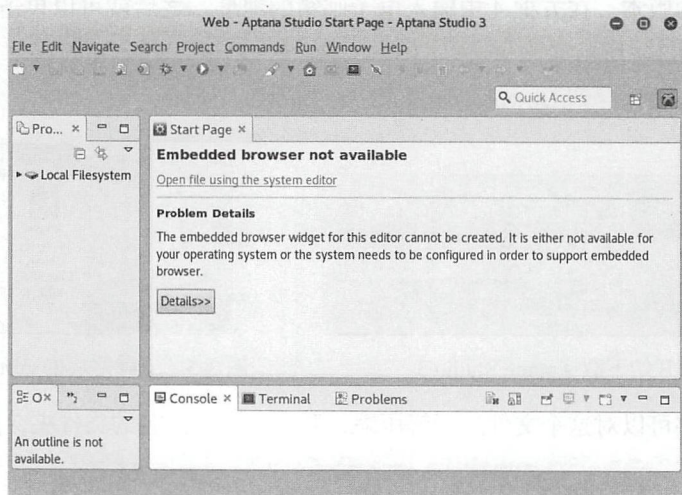 Web - Aptana Studio Start Page - Aptana Studio 3
File Edit Navigate Search Project Commands Run Window Help
Quick Access
Pro...
Start Page
Embedded browser not available
Open file using the system editor
Local Filesystem
Problem Details
The embedded browser widget for this editor cannot be created. It is either not available for
your operating system or the system needs to be configured in order to support embedded
browser.
Details>>
O
Console
Terminal
Problems
An outline is not
available.